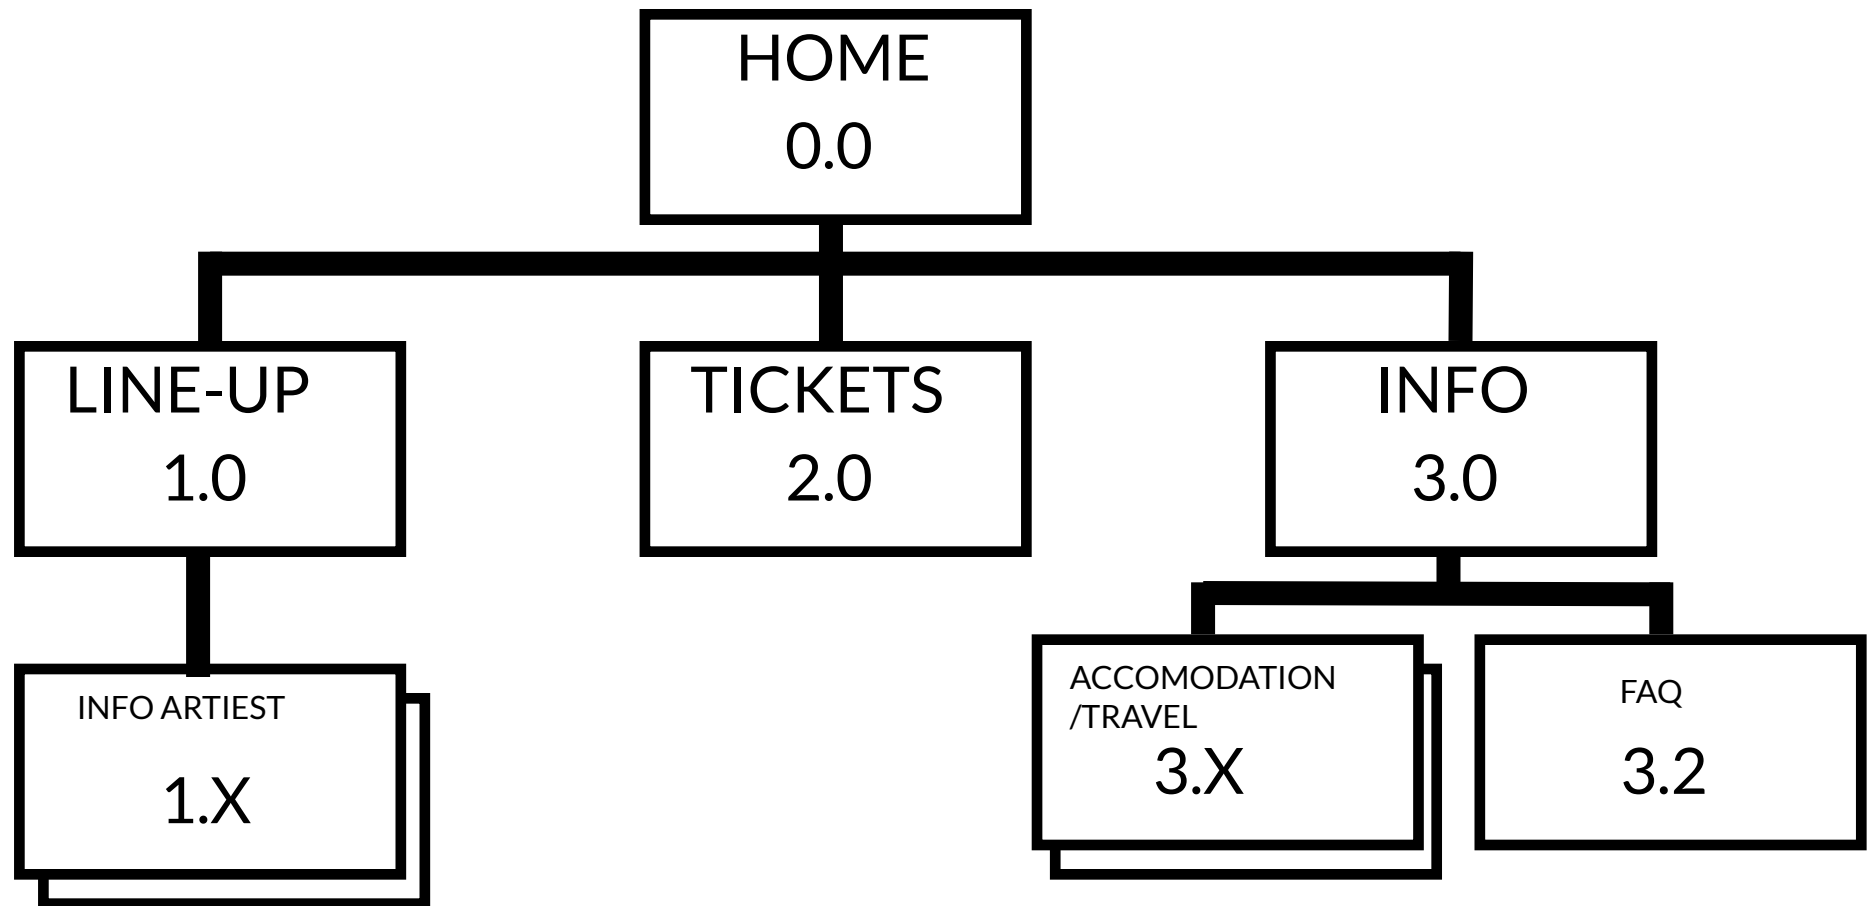 HOME
0.0
LINE-UP
1.0
TICKETS
2.0
INFO
3.0
INFO ARTIEST
1.X
ACCOMODATION
/TRAVEL
3.X
FAQ
3.2